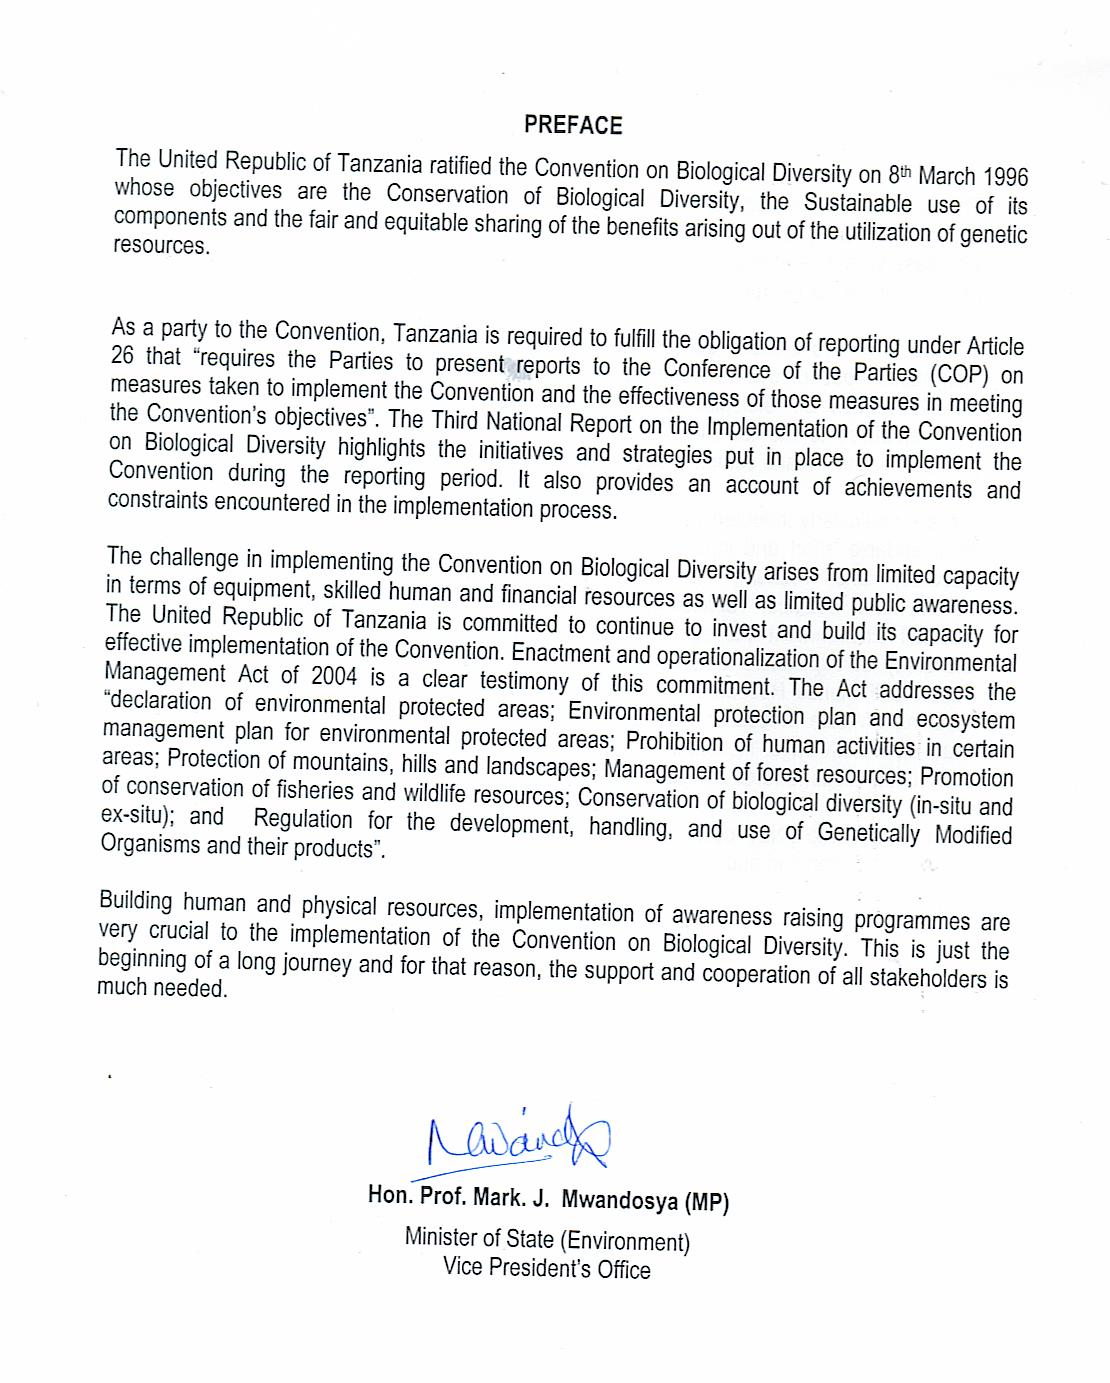 PREFACE
The United Republic of Tanzania ratified the Convention on Biological Diversity on 8th March 1996
whose objectives are the Conservation of Biological Diversity, the Sustainable use of its
components and the fair and equitable sharing of the benefits arising out of the utilization of genetic
resources.
As a party to the Convention, Tanzania is required to fulfill the obligation of reporting under Article
26 that “requires the Parties to present reports to the Conference of the Parties (COP) on
measures taken to implement the Convention and the effectiveness of those measures in meeting
the Convention's objectives”. The Third National Report on the Implementation of the Convention
on Biological Diversity highlights the initiatives and strategies put in place to implement the
Convention during the reporting period. It also provides an account of achievements and
constraints encountered in the implementation process.
The challenge in implementing the Convention on Biological Diversity arises from limited capacity
in terms of equipment, skilled human and financial resources as well as limited public awareness.
The United Republic of Tanzania is committed to continue to invest and build its capacity for
effective implementation of the Convention. Enactment and operationalization of the Environmental
Management Act of 2004 is a clear testimony of this commitment. The Act addresses the
“declaration of environmental protected areas; Environmental protection plan and ecosystem
management plan for environmental protected areas; Prohibition of human activities in certain
areas; Protection of mountains, hills and landscapes; Management of forest resources; Promotion
of conservation of fisheries and wildlife resources; Conservation of biological diversity (in-situ and
ex-situ); and Regulation for the development, handling, and use of Genetically Modified
Organisms and their products”.
Building human and physical resources, implementation of awareness raising programmes are
very crucial to the implementation of the Convention on Biological Diversity. This is just the
beginning of a long journey and for that reason, the support and cooperation of all stakeholders is
much needed.
Hon. Prof. Mark. J. Mwandosya (MP)
Minister of State (Environment)
Vice President's Office